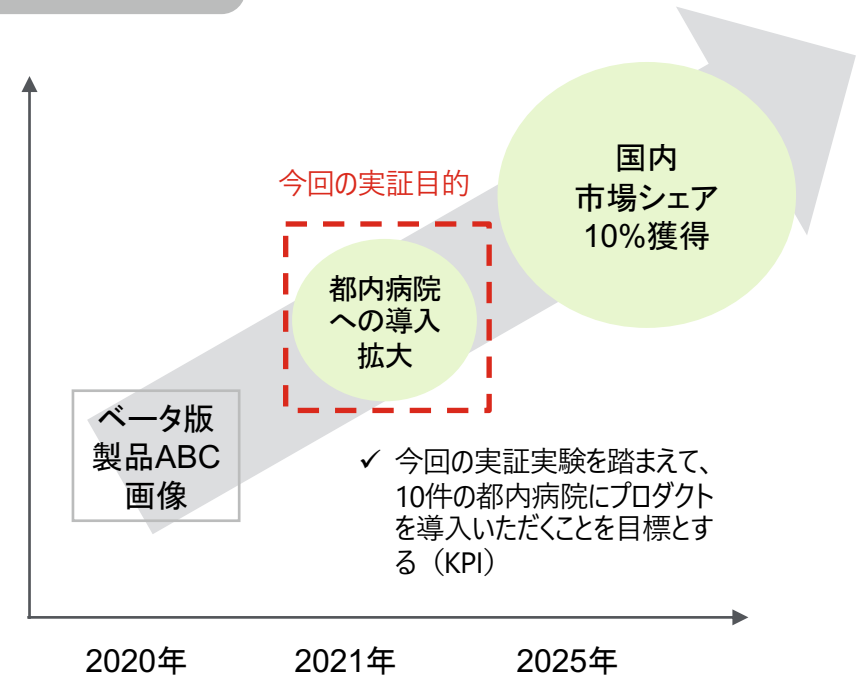 国内
市場シェア
10%獲得
今回の実証目的
都内病院
への導入
拡大
ベータ版
製品ABC
画像
✓ 今回の実証実験を踏まえて、
10件の都内病院にプロダクト
を導入いただくことを目標とす
る（KPI）
2020年 2021年 2025年